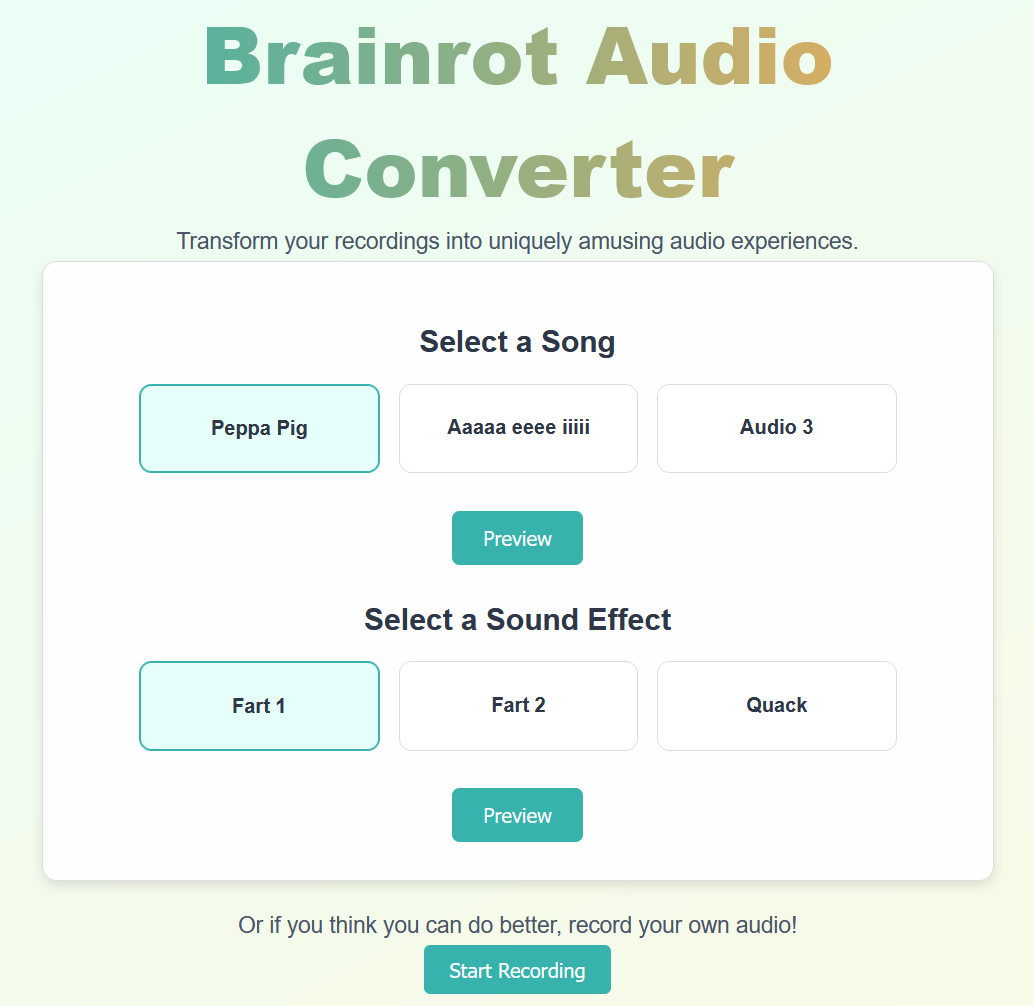 Brainrot Audio
Converter
Transform your recordings into uniquely amusing audio experiences.
Select a Song
Peppa Pig
Aaaaa eeee iiiii
Audio 3
Preview
Select a Sound Effect
Fart 1
Fart 2
Quack
Preview
Or if you think you can do better, record your own audio!
Start Recording